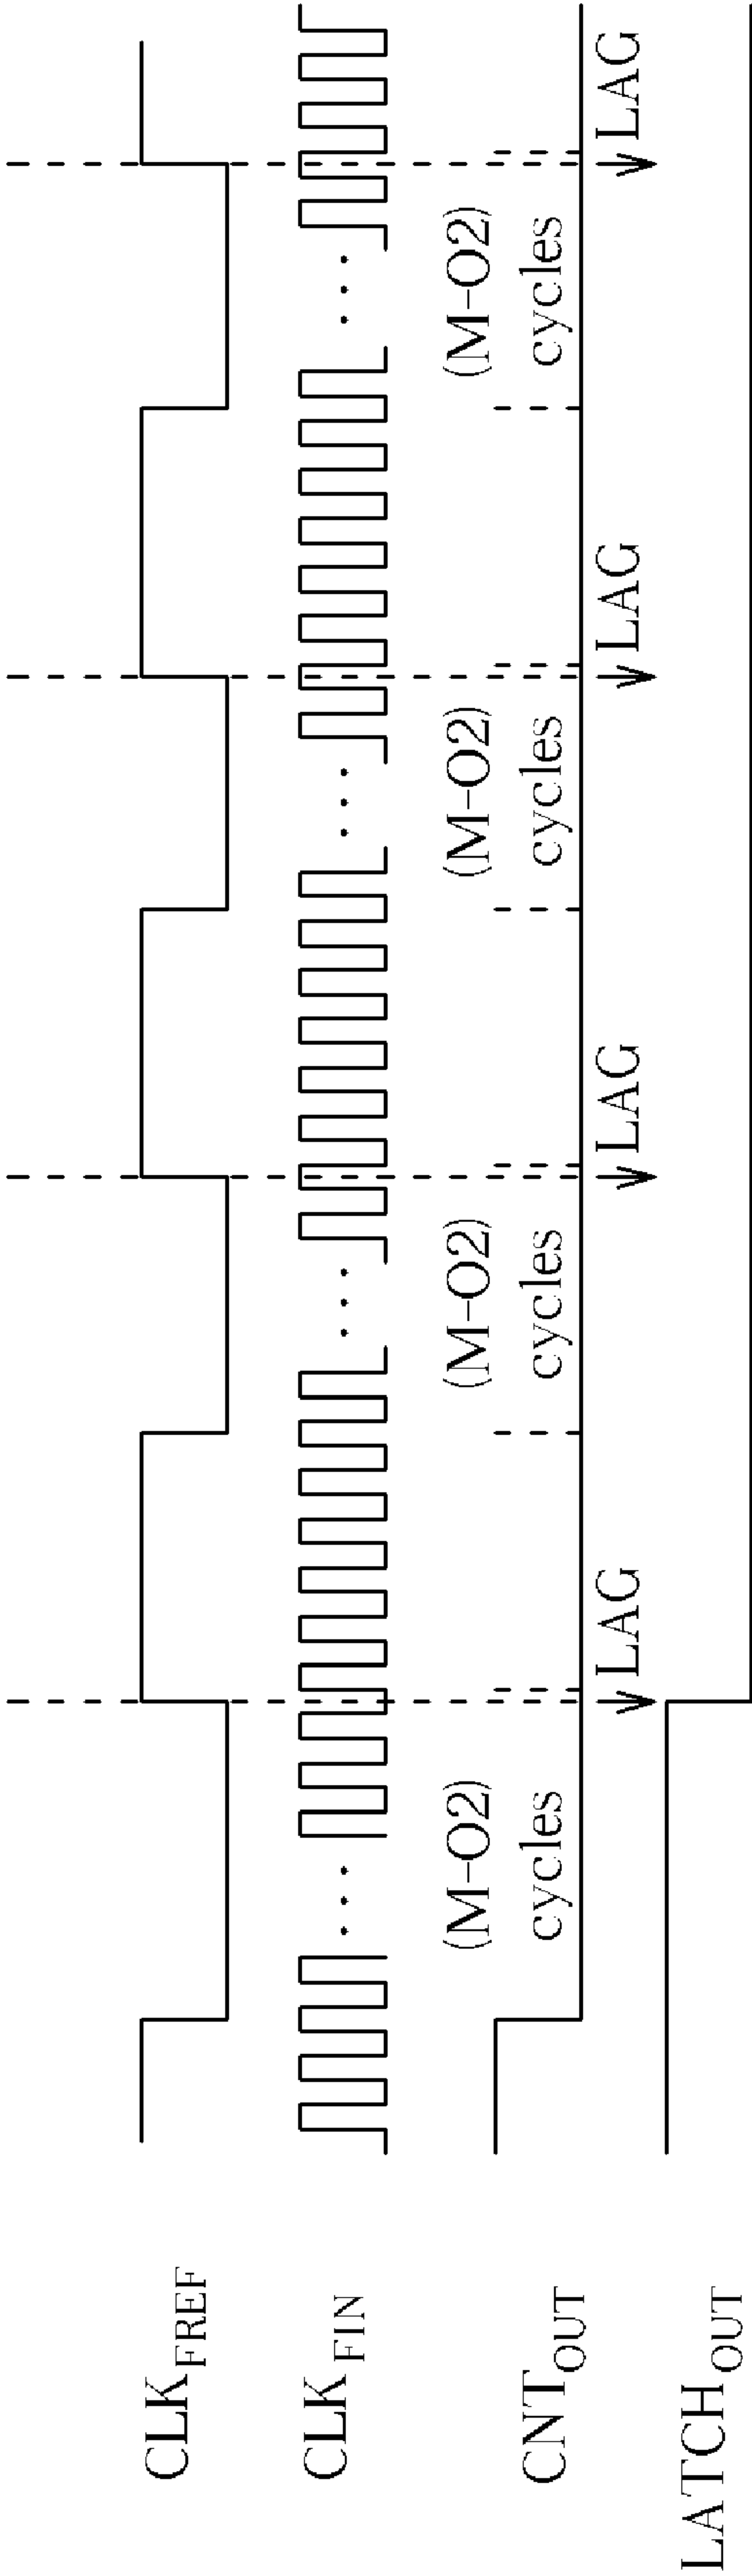 CLK_FREF
CLK_FIN
(M-O2) (M-O2) (M-O2) (M-O2)
cycles cycles cycles cycles
CNT_OUT
LAG LAG LAG LAG
LATCH_OUT